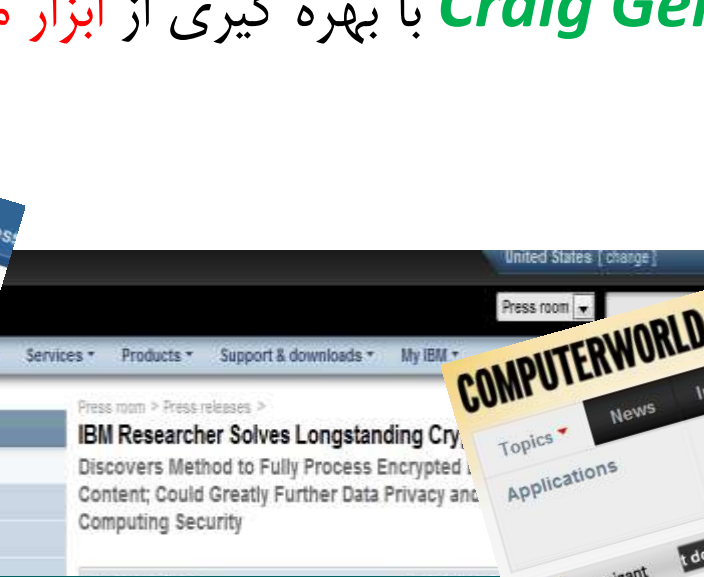 Craig با بهره گیری از ابزار
United States [ change ]
Press room
Services Products Support & downloads My IBM
COMPUTERWORLD
Topics News
Applications
Press room > Press releases >
IBM Researcher Solves Longstanding
Discovers Method to Fully Process Encrypted
Content; Could Greatly Further Data Privacy and
Computing Security